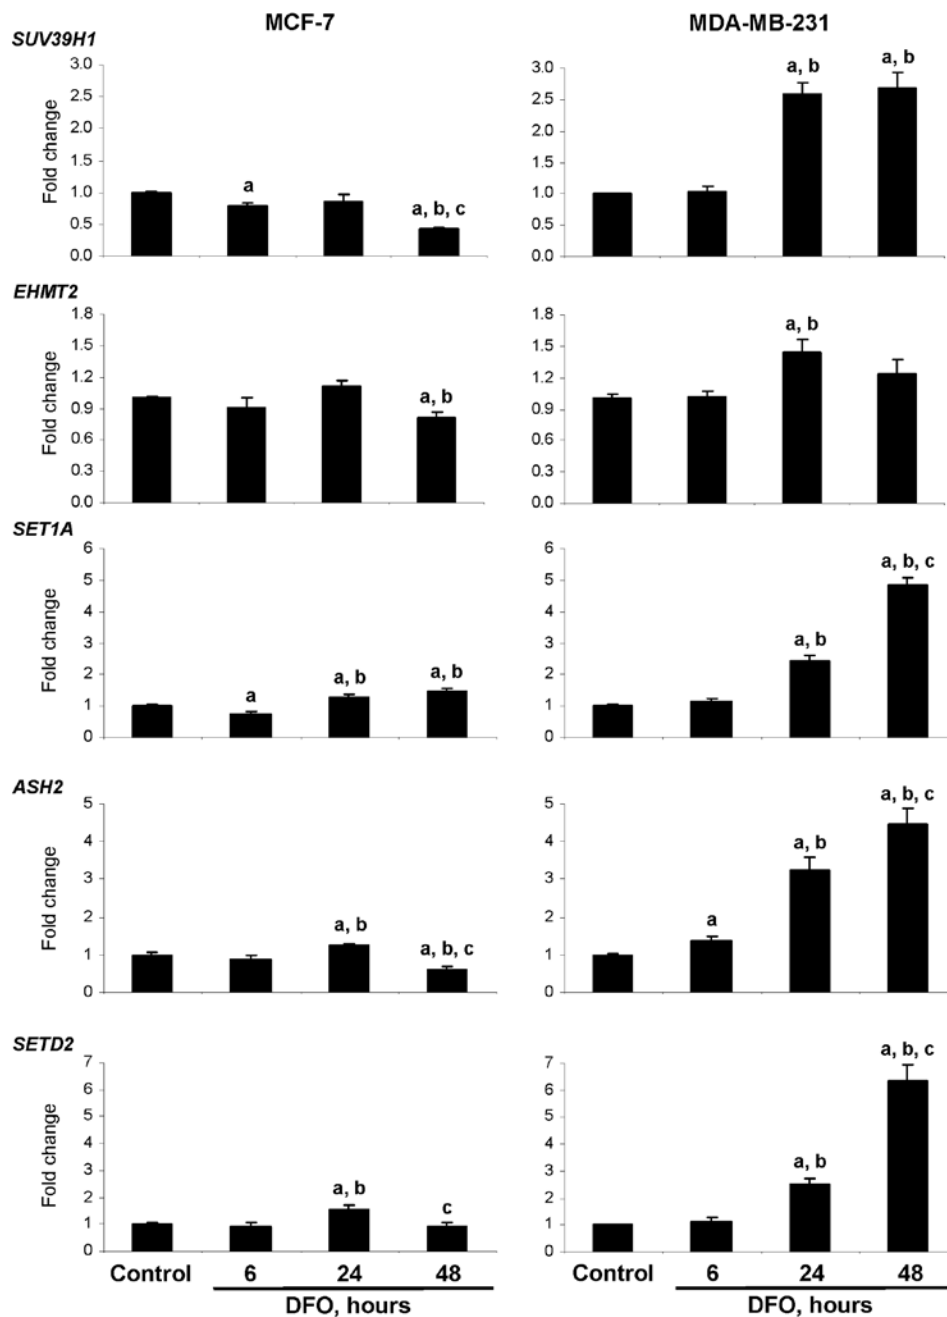 MCF-7 MDA-MB-231
SUV39H1
Fold change
3.0
2.5
2.0
1.5
1.0
0.5
0.0
a
a, b, c
3.0
2.5
2.0
1.5
1.0
0.5
0.0
a, b
a, b
EHMT2
Fold change
1.8
1.5
1.2
0.9
0.6
0.3
0.0
a, b
1.8
1.5
1.2
0.9
0.6
0.3
0.0
a, b
SET1A
Fold change
6
5
4
3
2
1
0
a
a, b
a, b
6
5
4
3
2
1
0
a, b
a, b, c
ASH2
Fold change
5
4
3
2
1
0
a, b
a, b, c
5
4
3
2
1
0
a
a, b
a, b, c
SETD2
Fold change
7
6
5
4
3
2
1
0
a, b
c
7
6
5
4
3
2
1
0
a, b
a, b, c
Control 6 24 48 Control 6 24 48
DFO, hours DFO, hours